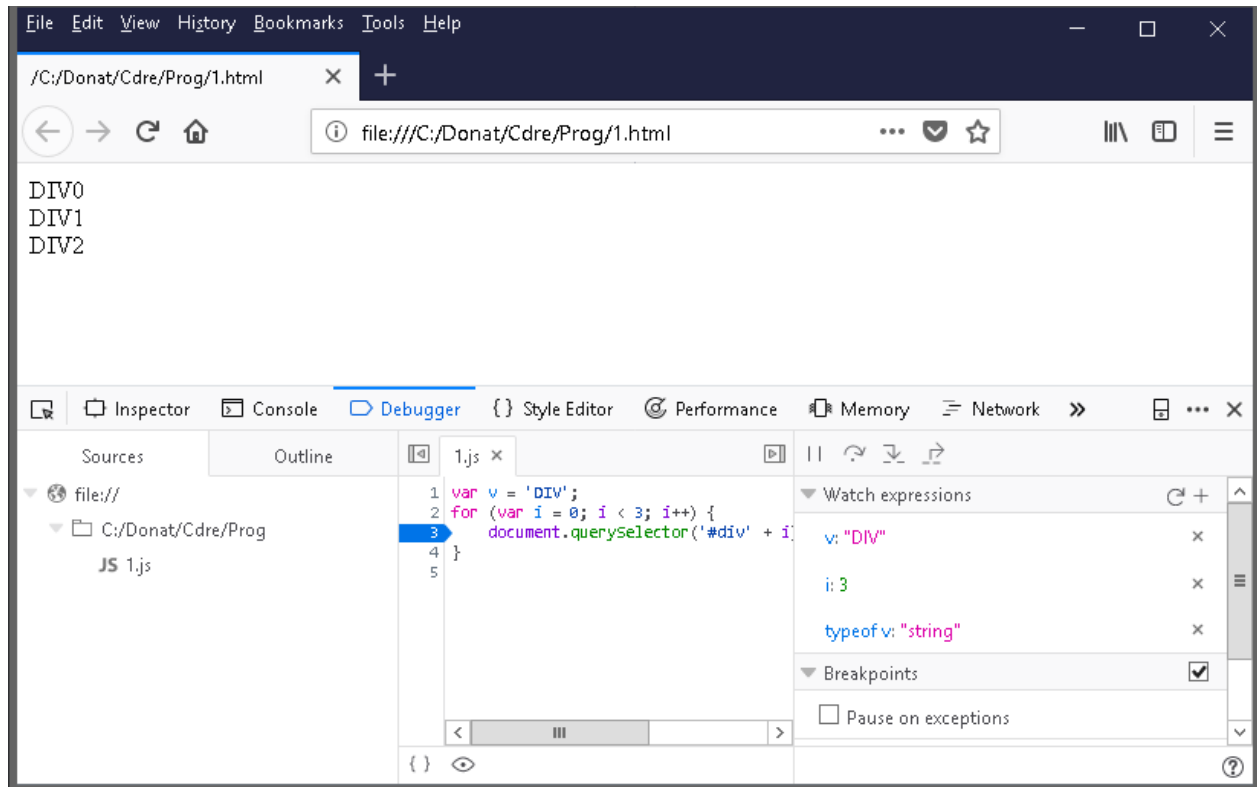 File Edit View History Bookmarks Tools Help
/C:/Donat/Cdre/Prog/1.html
file:///C:/Donat/Cdre/Prog/1.html
DIV0
DIV1
DIV2
Inspector Console Debugger {} Style Editor Performance Memory Network
Sources Outline
file://
C:/Donat/Cdre/Prog
JS 1.js
1.js
1 var v = 'DIV';
2 for (var i = 0; i < 3; i++) {
3 document.querySelector('#div' + i)
4 }
5
{ }
Watch expressions
v: "DIV"
i: 3
typeof v: "string"
Breakpoints
Pause on exceptions